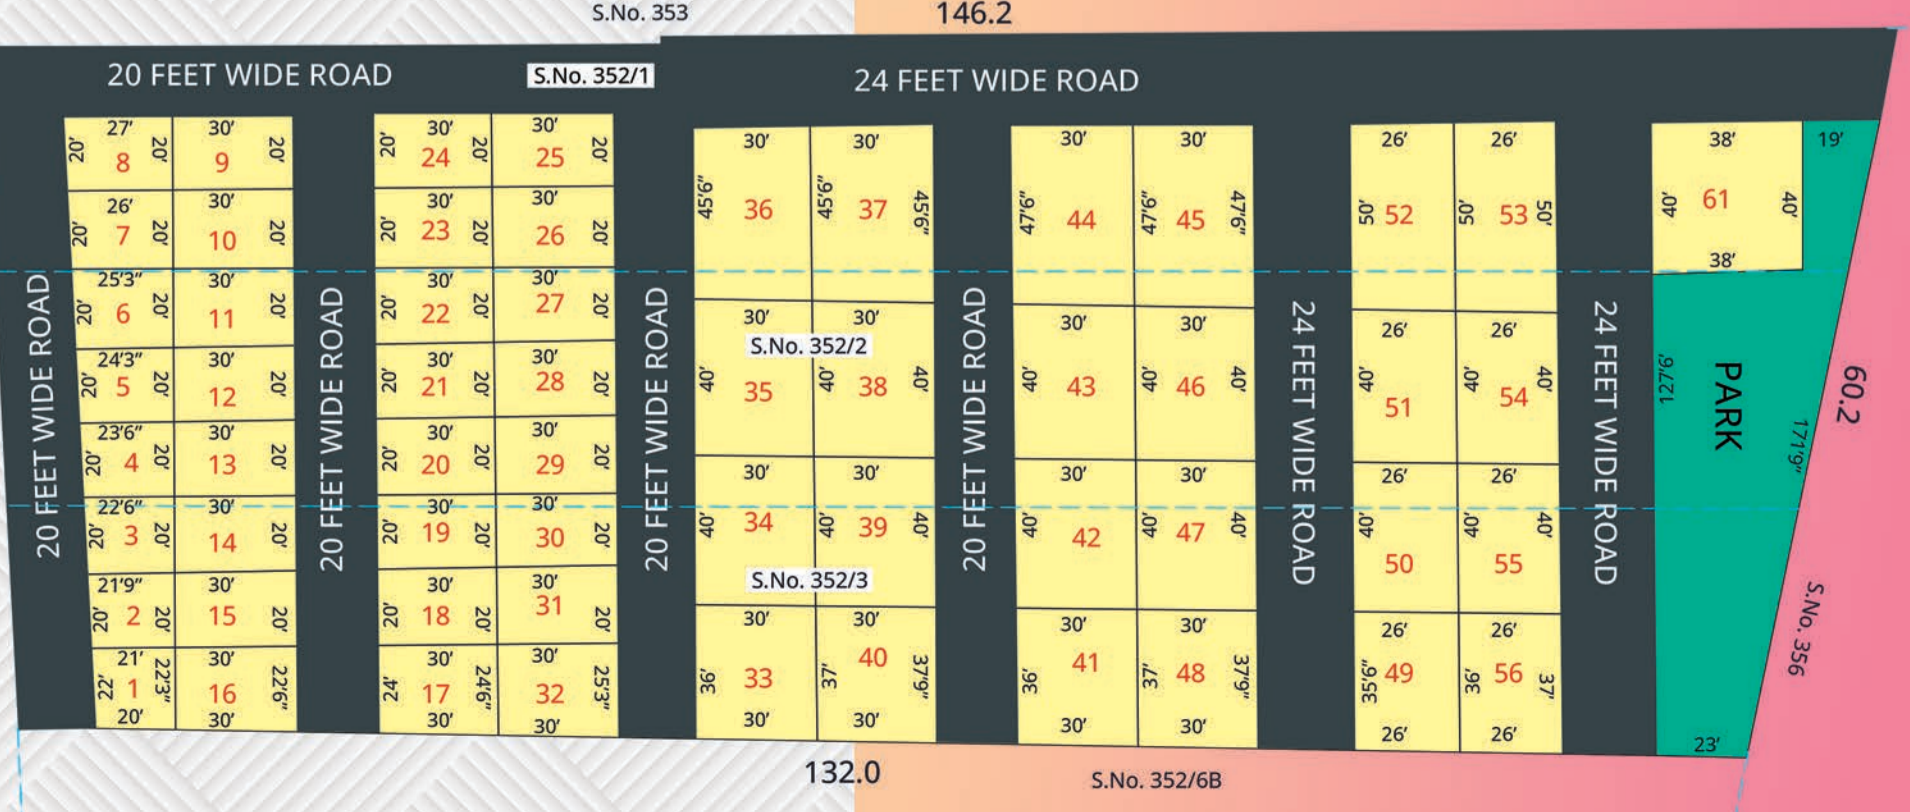 S.No. 353
146.2
20 FEET WIDE ROAD
S.No. 352/1
24 FEET WIDE ROAD
27' 20' 20' 8
30' 20' 9
30' 20' 20' 24
30' 20' 25
30' 45'6" 36
30' 45'6" 45'6" 37
30' 47'6" 44
30' 47'6" 47'6" 45
26' 50' 52
26' 50' 50' 53
38' 40' 40' 61 38'
19'
26' 20' 20' 7
30' 20' 10
30' 20' 20' 23
30' 20' 26
25'3" 20' 20' 6
30' 20' 11
30' 20' 20' 22
30' 20' 27
24'3" 20' 20' 5
30' 20' 12
30' 20' 20' 21
30' 20' 28
30' 40' 35
30' 40' 40' 38
S.No. 352/2
30' 40' 43
30' 40' 40' 46
26' 40' 51
26' 40' 40' 54
20 FEET WIDE ROAD
20 FEET WIDE ROAD
20 FEET WIDE ROAD
20 FEET WIDE ROAD
24 FEET WIDE ROAD
24 FEET WIDE ROAD
127'6'
PARK
171'9"
60.2
23'6" 20' 20' 4
30' 20' 13
30' 20' 20' 20
30' 20' 29
22'6" 20' 20' 3
30' 20' 14
30' 20' 20' 19
30' 20' 30
30' 40' 34
30' 40' 40' 39
S.No. 352/3
30' 40' 42
30' 40' 40' 47
26' 40' 50
26' 40' 40' 55
21'9" 20' 20' 2
30' 20' 15
30' 20' 20' 18
30' 20' 31
S.No. 356
21' 22' 22'3" 1 20'
30' 22'6" 16 30'
30' 24' 24'6" 17 30'
30' 25'3" 32 30'
30' 36' 33 30'
30' 37' 37'9" 40 30'
30' 36' 41 30'
30' 37' 37'9" 48 30'
26' 35'6" 49 26'
26' 36' 37' 56 26'
23'
132.0
S.No. 352/6B